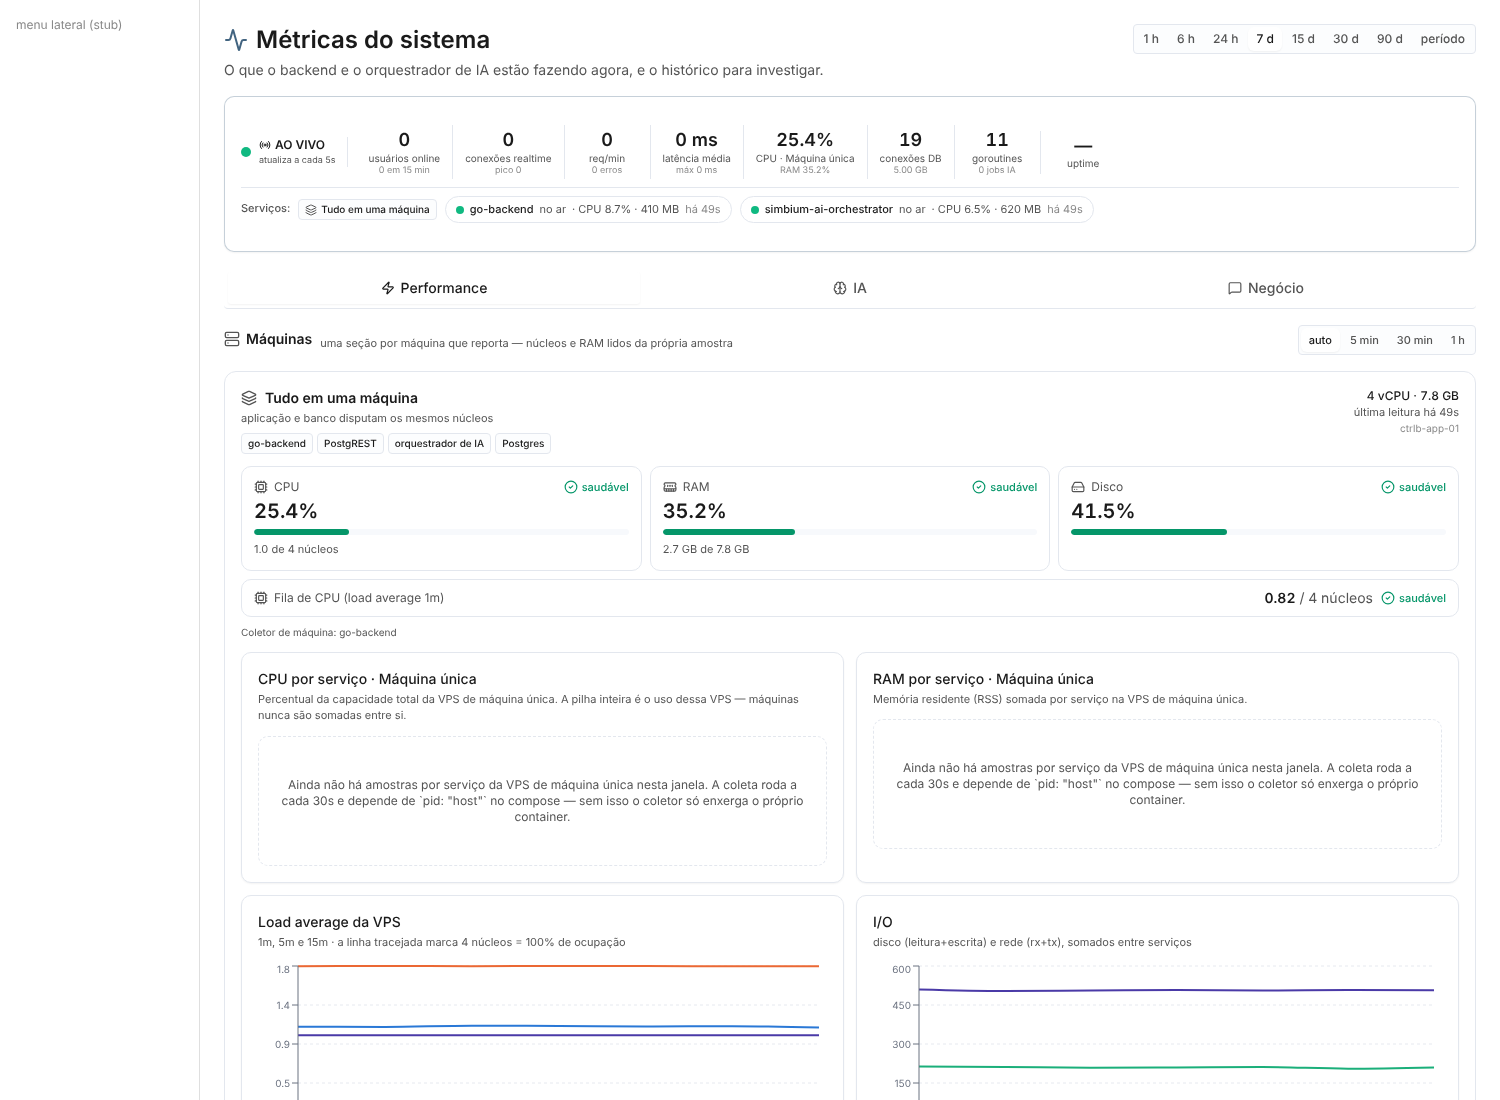 menu lateral (stub)
Métricas do sistema
1 h 6 h 24 h 7 d 15 d 30 d 90 d período
O que o backend e o orquestrador de IA estão fazendo agora, e o histórico para investigar.
AO VIVO
atualiza a cada 5s
0
usuários online
0 em 15 min
0
conexões realtime
pico 0
0
req/min
0 erros
0 ms
latência média
máx 0 ms
25.4%
CPU · Máquina única
RAM 35.2%
19
conexões DB
5.00 GB
11
goroutines
0 jobs IA
—
uptime
Serviços: Tudo em uma máquina go-backend no ar · CPU 8.7% · 410 MB há 49s simbium-ai-orchestrator no ar · CPU 6.5% · 620 MB há 49s
Performance IA Negócio
Máquinas uma seção por máquina que reporta — núcleos e RAM lidos da própria amostra
auto 5 min 30 min 1 h
Tudo em uma máquina
aplicação e banco disputam os mesmos núcleos
go-backend PostgREST orquestrador de IA Postgres
4 vCPU · 7.8 GB
última leitura há 49s
ctrlb-app-01
CPU saudável
25.4%
1.0 de 4 núcleos
RAM saudável
35.2%
2.7 GB de 7.8 GB
Disco saudável
41.5%
Fila de CPU (load average 1m) 0.82 / 4 núcleos saudável
Coletor de máquina: go-backend
CPU por serviço · Máquina única
Percentual da capacidade total da VPS de máquina única. A pilha inteira é o uso dessa VPS — máquinas
nunca são somadas entre si.
Ainda não há amostras por serviço da VPS de máquina única nesta janela. A coleta roda a
cada 30s e depende de `pid: "host"` no compose — sem isso o coletor só enxerga o próprio
container.
RAM por serviço · Máquina única
Memória residente (RSS) somada por serviço na VPS de máquina única.
Ainda não há amostras por serviço da VPS de máquina única nesta janela. A coleta roda a
cada 30s e depende de `pid: "host"` no compose — sem isso o coletor só enxerga o próprio
container.
Load average da VPS
1m, 5m e 15m · a linha tracejada marca 4 núcleos = 100% de ocupação
1.8
1.4
0.9
0.5
I/O
disco (leitura+escrita) e rede (rx+tx), somados entre serviços
600
450
300
150